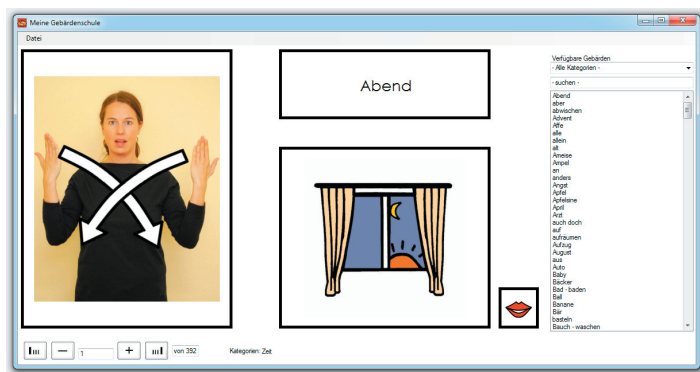 Meine Gebärdenschule
Datei
Abend
Verfügbare Gebärden
- Alle Kategorien -
- suchen -
Abend
aber
abwischen
Advent
Affe
alle
allein
alt
Ameise
Ampel
an
anders
Angst
Apfel
Apfelsine
April
Arzt
auch doch
auf
aufräumen
Aufzug
August
aus
Auto
Baby
Bäcker
Bad - baden
Ball
Banane
Bär
basteln
Bauch - waschen
1
von 392
Kategorien: Zeit